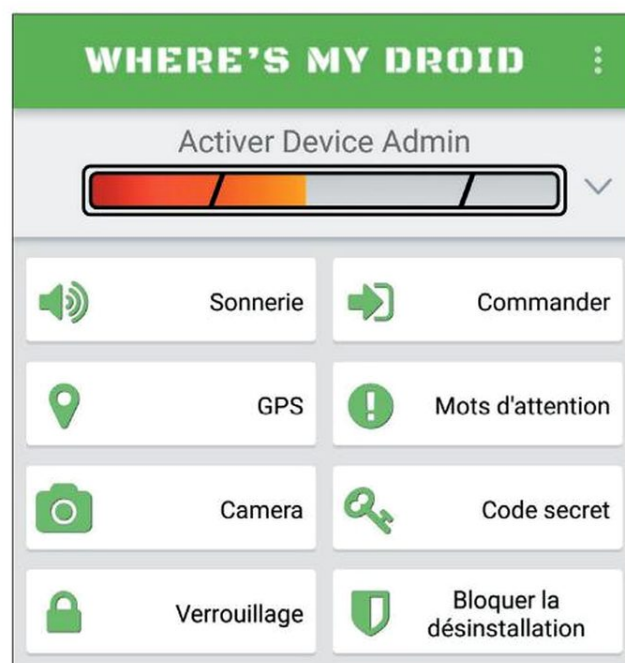 WHERE'S MY DROID
Activer Device Admin
Sonnerie
Commander
GPS
Mots d'attention
Camera
Code secret
Verrouillage
Bloquer la
désinstallation